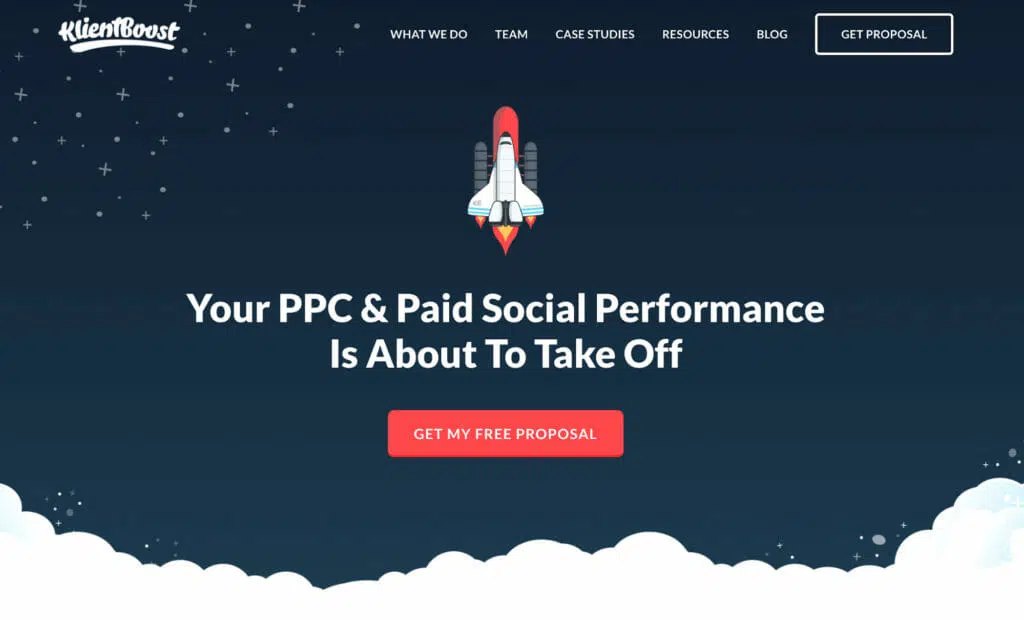 KlientBoost
WHAT WE DO
TEAM
CASE STUDIES
RESOURCES
BLOG
GET PROPOSAL
Your PPC & Paid Social Performance
Is About To Take Off
GET MY FREE PROPOSAL